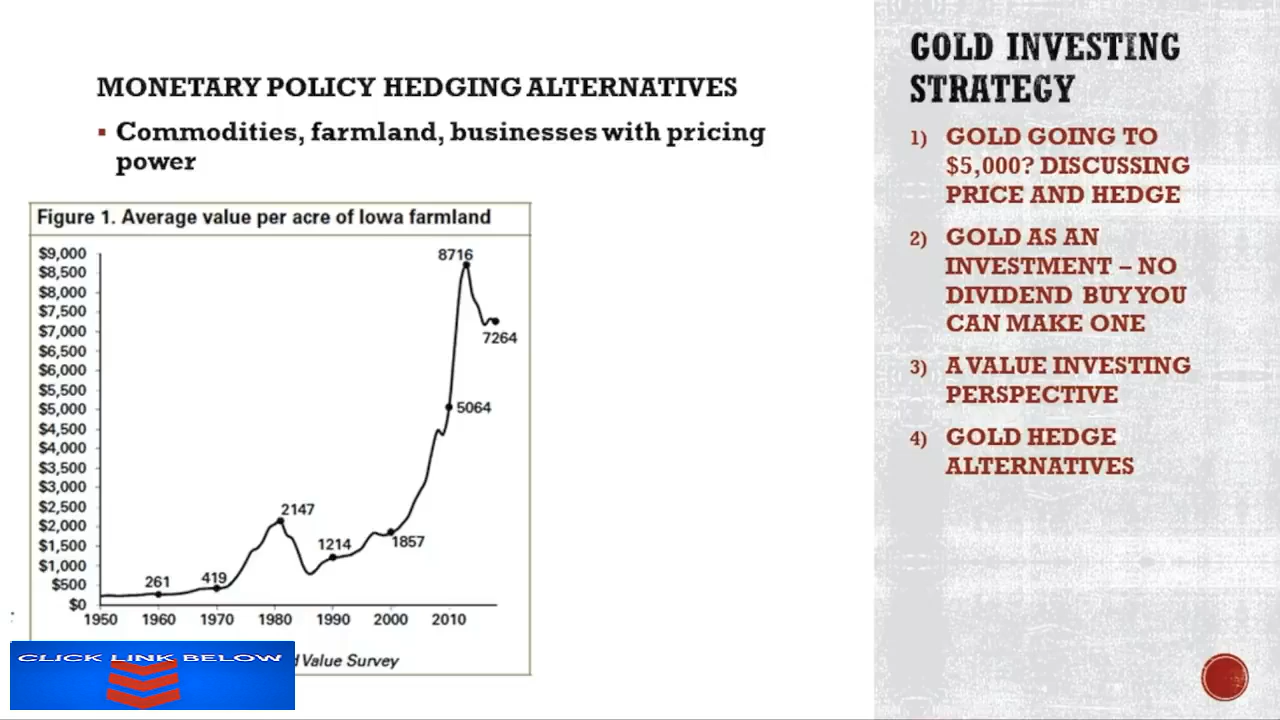 MONETARY POLICY HEDGING ALTERNATIVES
Commodities, farmland, businesses with pricing
power
Figure 1. Average value per acre of Iowa farmland
$9,000
$8,500
$8,000
$7,500
$7,000
$6,500
$6,000
$5,500
$5,000
$4,500
$4,000
$3,500
$3,000
$2,500
$2,000
$1,500
$1,000
$500
$0
261
419
2147
1214
1857
5064
8716
7264
1950 1960 1970 1980 1990 2000 2010
Value Survey
CLICK LINK BELOW
GOLD INVESTING
STRATEGY
1) GOLD GOING TO
$5,000? DISCUSSING
PRICE AND HEDGE
2) GOLD AS AN
INVESTMENT – NO
DIVIDEND BUY YOU
CAN MAKE ONE
3) A VALUE INVESTING
PERSPECTIVE
4) GOLD HEDGE
ALTERNATIVES